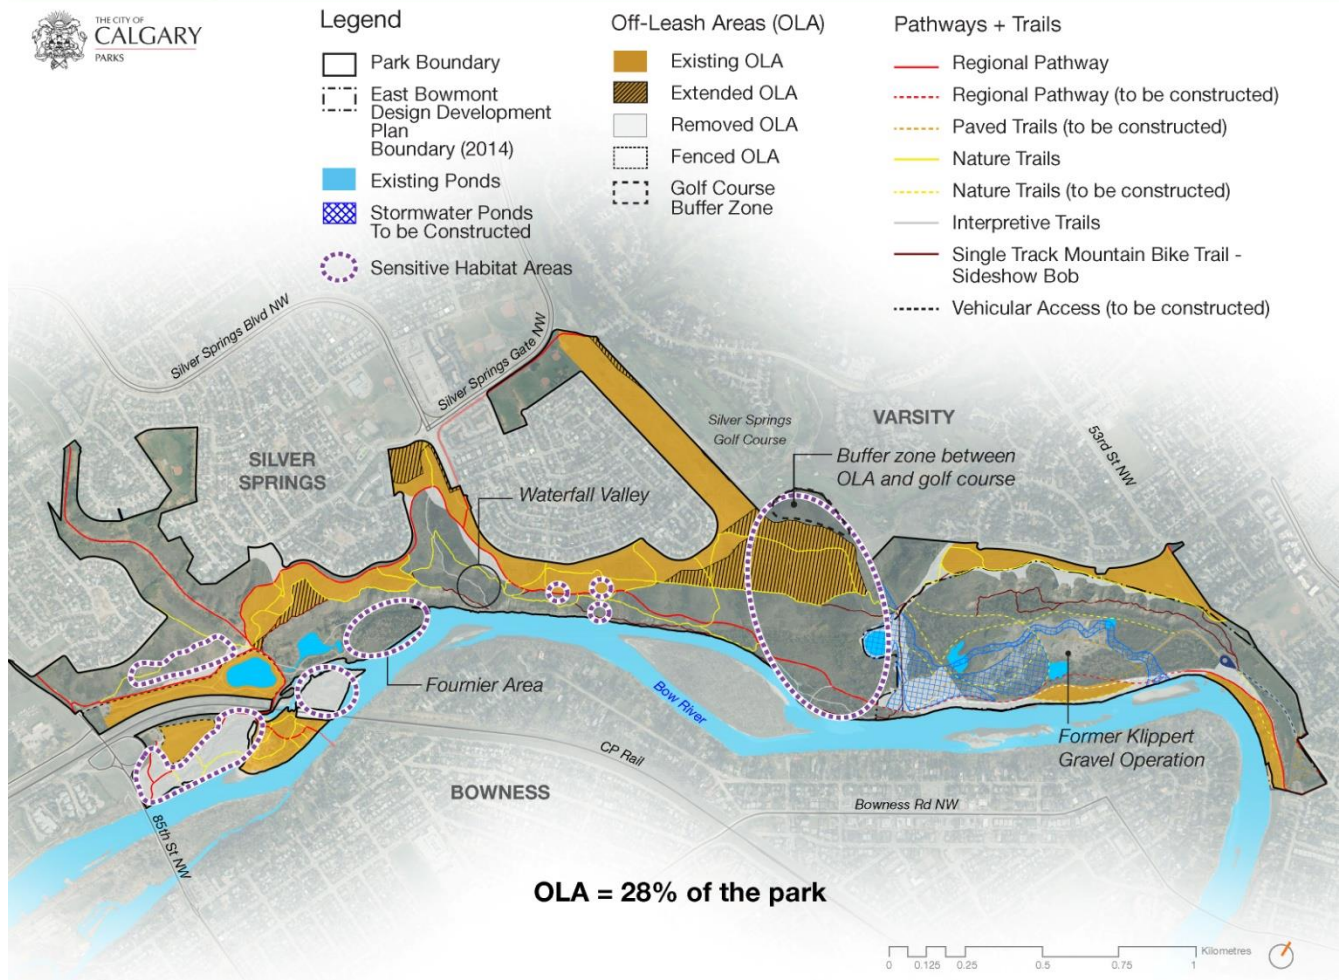 THE CITY OF
CALGARY
PARKS
Legend
Park Boundary
East Bowmont
Design Development
Plan
Boundary (2014)
Existing Ponds
Stormwater Ponds
To be Constructed
Sensitive Habitat Areas
Off-Leash Areas (OLA)
Existing OLA
Extended OLA
Removed OLA
Fenced OLA
Golf Course
Buffer Zone
Pathways + Trails
Regional Pathway
Regional Pathway (to be constructed)
Paved Trails (to be constructed)
Nature Trails
Nature Trails (to be constructed)
Interpretive Trails
Single Track Mountain Bike Trail -
Sideshow Bob
Vehicular Access (to be constructed)
Silver Springs Blvd NW
Silver Springs Gate NW
Silver Springs
Golf Course
VARSITY
53rd St NW
Buffer zone between
OLA and golf course
SILVER
SPRINGS
Waterfall Valley
Fournier Area
Bow River
Former Klippert
Gravel Operation
CP Rail
BOWNESS
Bowness Rd NW
85th St NW
OLA = 28% of the park
Kilometres
0 0.125 0.25 0.5 0.75 1